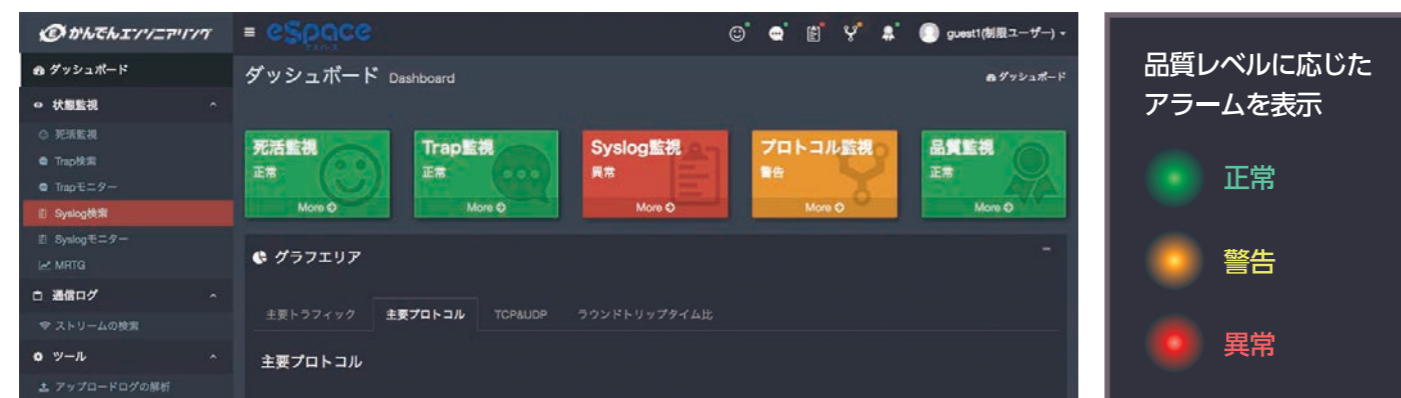 かんでんエンジニアリング
eSpace
エスパース
guest1(制限ユーザー)
ダッシュボード
状態監視
死活監視
Trap検索
Trapモニター
Syslog検索
Syslogモニター
MRTG
通信ログ
ストリームの検索
ツール
アップロードログの解析
ダッシュボード Dashboard
ダッシュボード
死活監視
正常
More
Trap監視
正常
More
Syslog監視
異常
More
プロトコル監視
警告
More
品質監視
正常
More
グラフエリア
主要トラフィック 主要プロトコル TCP&UDP ラウンドトリップタイム比
主要プロトコル
品質レベルに応じた
アラームを表示
正常
警告
異常